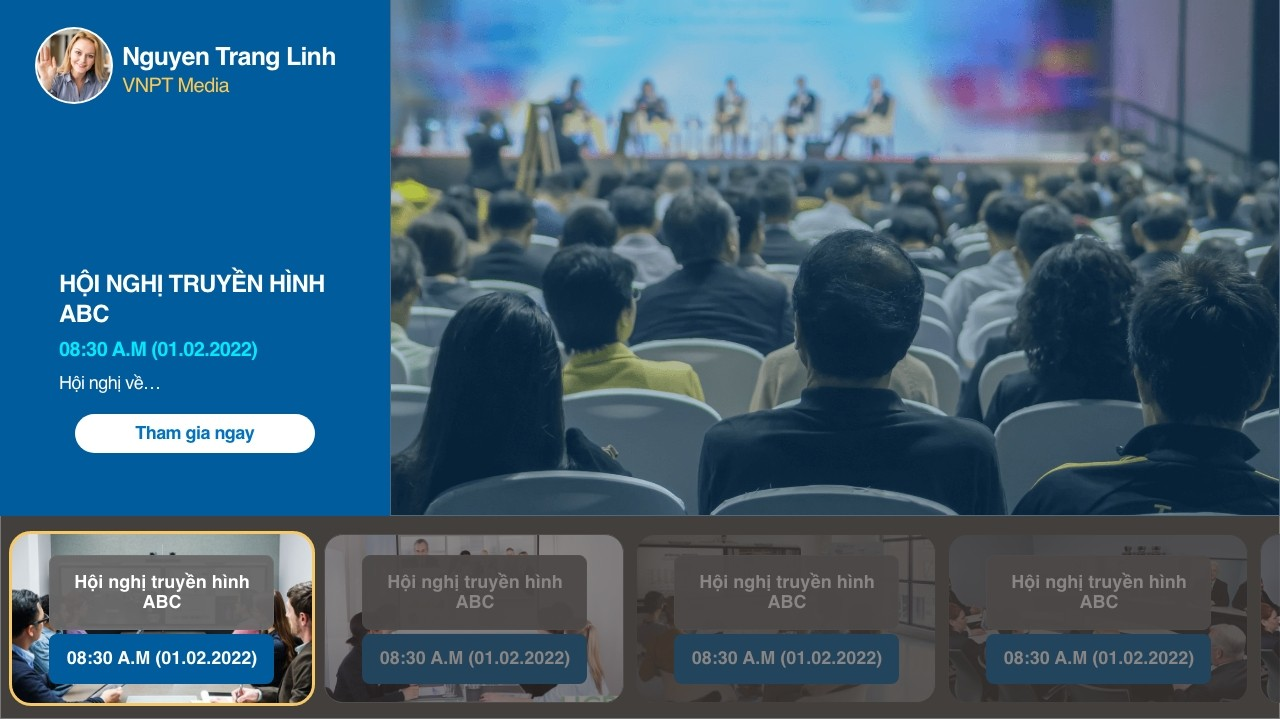 Nguyen Trang Linh
VNPT Media
HỘI NGHỊ TRUYỀN HÌNH
ABC
08:30 A.M (01.02.2022)
Hội nghị về…
Tham gia ngay
Hội nghị truyền hình
ABC
08:30 A.M (01.02.2022)
Hội nghị truyền hình
ABC
08:30 A.M (01.02.2022)
Hội nghị truyền hình
ABC
08:30 A.M (01.02.2022)
Hội nghị truyền hình
ABC
08:30 A.M (01.02.2022)